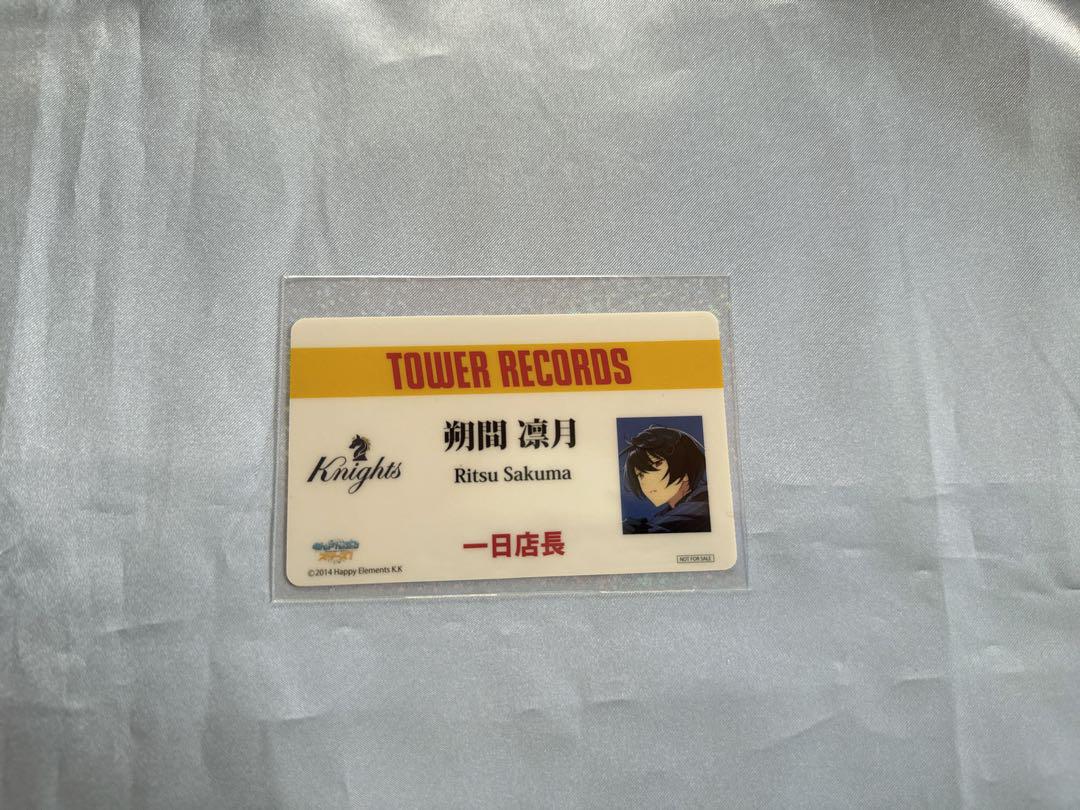 TOWER RECORDS
朔間 凛月
Knights
Ritsu Sakuma
一日店長
NOT FOR SALE
©2014 Happy Elements K.K